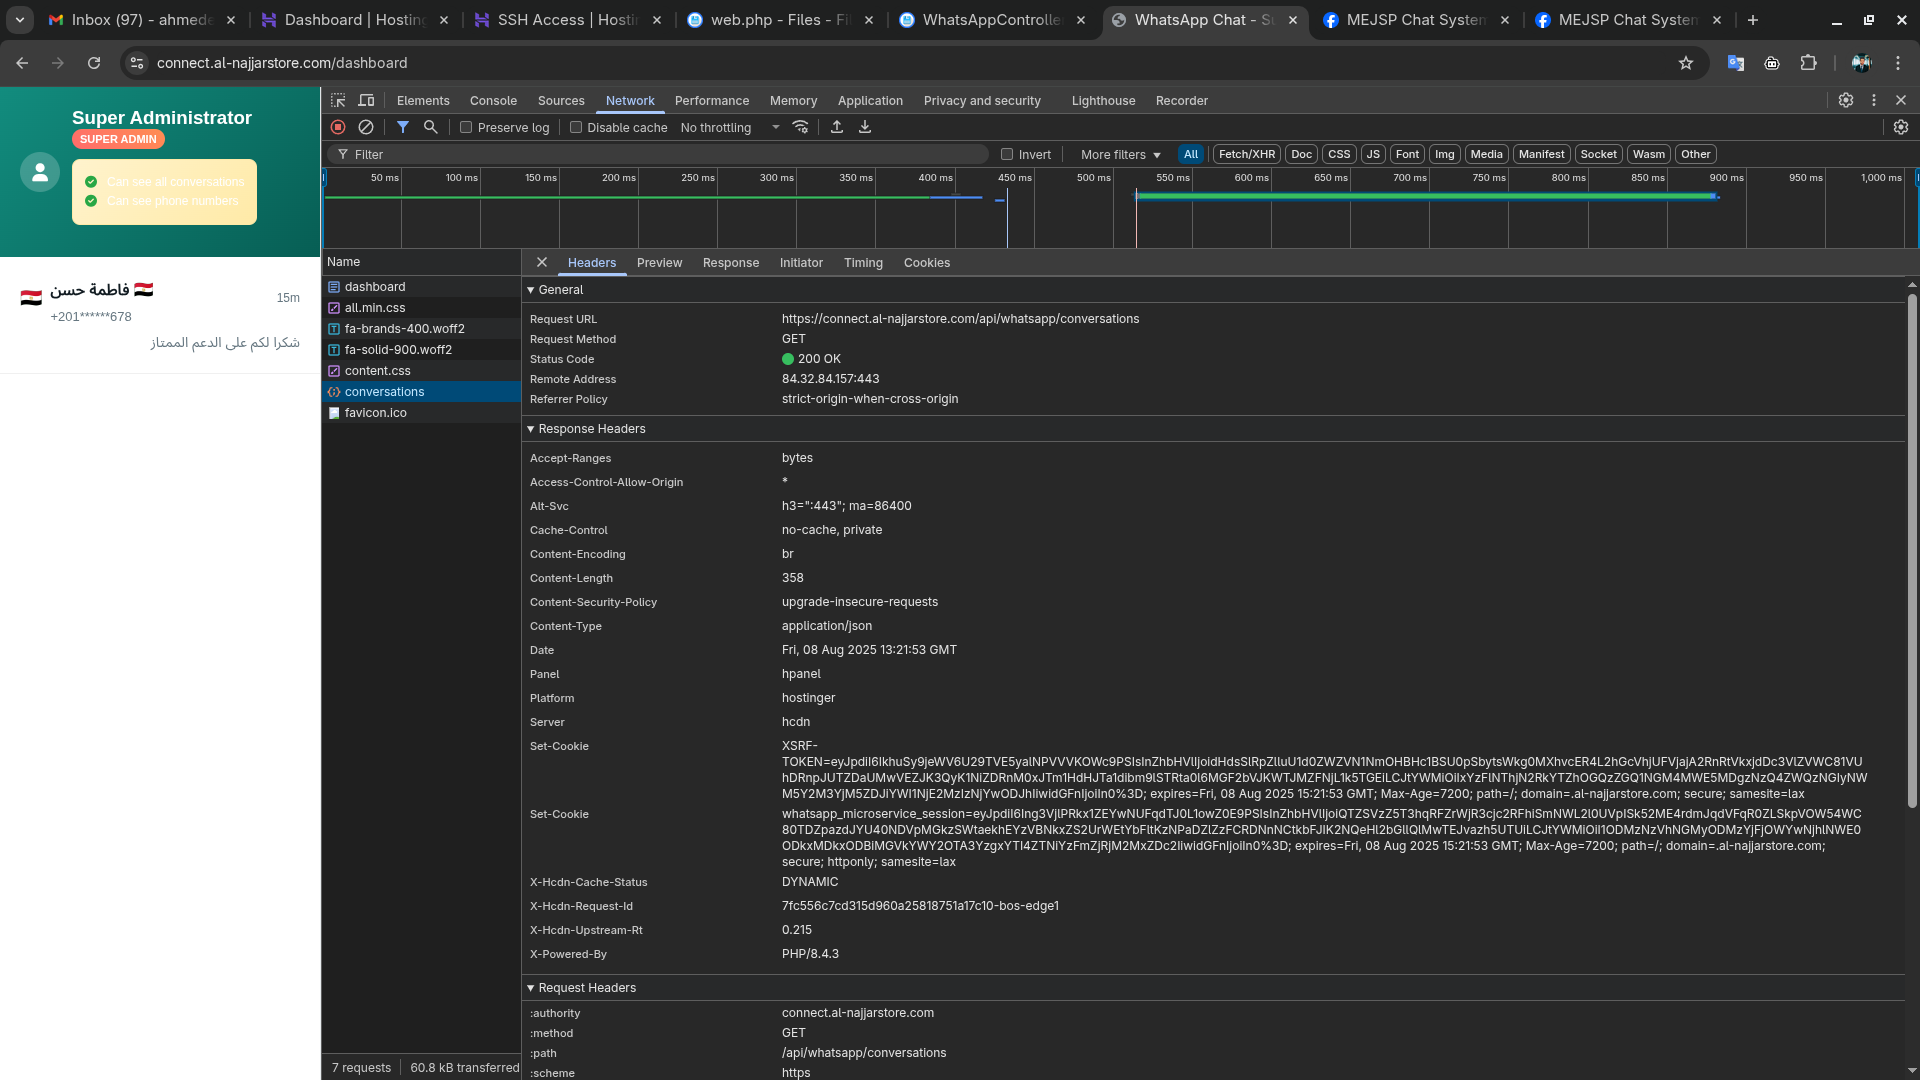 Inbox (97) - ahmede
Dashboard | Hosting
SSH Access | Hostin
web.php - Files - Fi
WhatsAppControlle
WhatsApp Chat - Su
MEJSP Chat System
MEJSP Chat System
connect.al-najjarstore.com/dashboard
Super Administrator
SUPER ADMIN
Can see all conversations
Can see phone numbers
فاطمة حسن
15m
+201******678
شكرا لكم على الدعم الممتاز
Elements Console Sources Network Performance Memory Application Privacy and security Lighthouse Recorder
Preserve log Disable cache No throttling
Filter Invert More filters All Fetch/XHR Doc CSS JS Font Img Media Manifest Socket Wasm Other
50 ms 100 ms 150 ms 200 ms 250 ms 300 ms 350 ms 400 ms 450 ms 500 ms 550 ms 600 ms 650 ms 700 ms 750 ms 800 ms 850 ms 900 ms 950 ms 1,000 ms
Name
dashboard
all.min.css
fa-brands-400.woff2
fa-solid-900.woff2
content.css
conversations
favicon.ico
7 requests 60.8 kB transferred
Headers Preview Response Initiator Timing Cookies
General
Request URL https://connect.al-najjarstore.com/api/whatsapp/conversations
Request Method GET
Status Code 200 OK
Remote Address 84.32.84.157:443
Referrer Policy strict-origin-when-cross-origin
Response Headers
Accept-Ranges bytes
Access-Control-Allow-Origin *
Alt-Svc h3=":443"; ma=86400
Cache-Control no-cache, private
Content-Encoding br
Content-Length 358
Content-Security-Policy upgrade-insecure-requests
Content-Type application/json
Date Fri, 08 Aug 2025 13:21:53 GMT
Panel hpanel
Platform hostinger
Server hcdn
Set-Cookie XSRF-
expires=Fri, 08 Aug 2025 15:21:53 GMT; Max-Age=7200; path=/; domain=.al-najjarstore.com; secure; samesite=lax
Set-Cookie
expires=Fri, 08 Aug 2025 15:21:53 GMT; Max-Age=7200; path=/; domain=.al-najjarstore.com;
secure; httponly; samesite=lax
X-Hcdn-Cache-Status DYNAMIC
X-Hcdn-Request-Id 7fc556c7cd315d960a25818751a17c10-bos-edge1
X-Hcdn-Upstream-Rt 0.215
X-Powered-By PHP/8.4.3
Request Headers
:authority connect.al-najjarstore.com
:method GET
:path /api/whatsapp/conversations
:scheme https